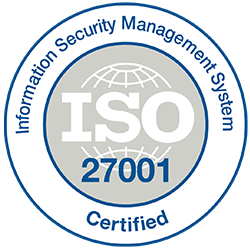 Information Security Management System
ISO
27001
Certified